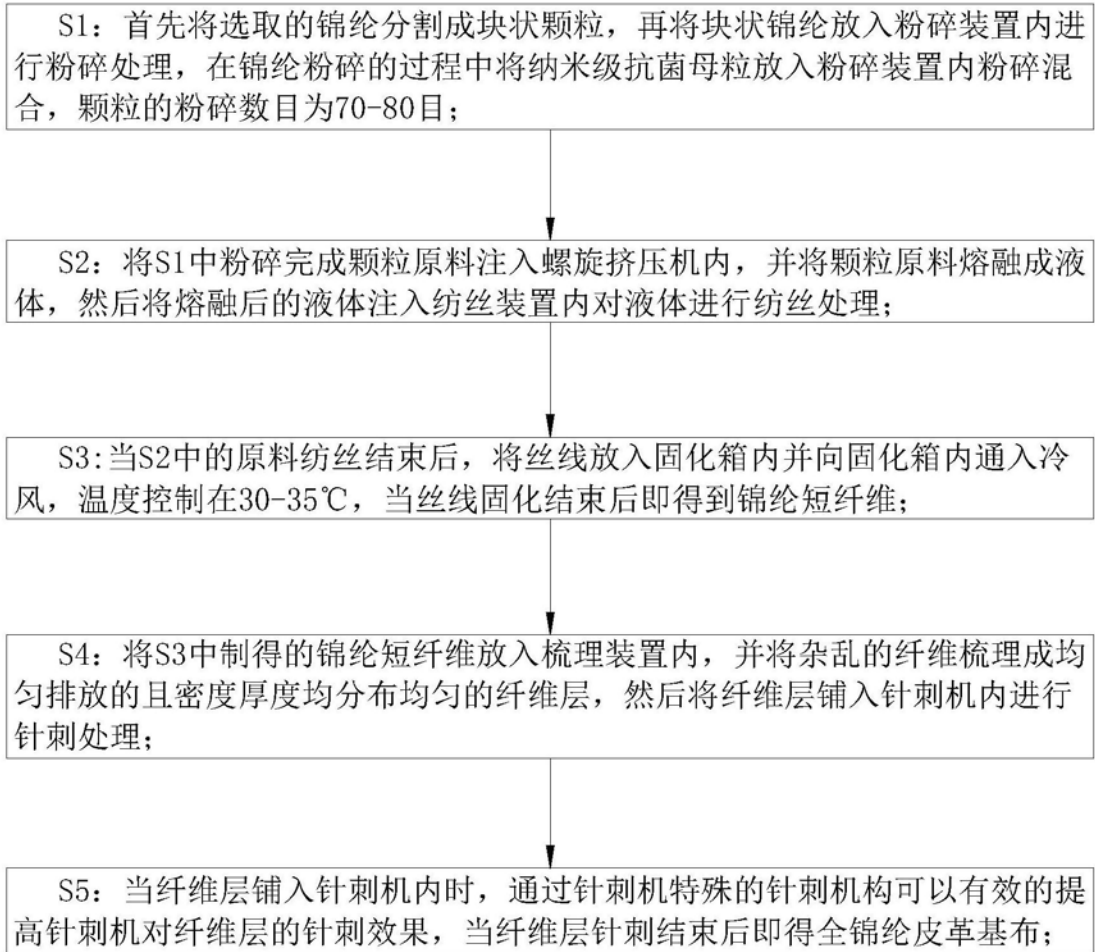 S1：首先将选取的锦纶分割成块状颗粒，再将块状锦纶放入粉碎装置内进
行粉碎处理，在锦纶粉碎的过程中将纳米级抗菌母粒放入粉碎装置内粉碎混
合，颗粒的粉碎数目为70-80目；
S2：将S1中粉碎完成颗粒原料注入螺旋挤压机内，并将颗粒原料熔融成液
体，然后将熔融后的液体注入纺丝装置内对液体进行纺丝处理；
S3:当S2中的原料纺丝结束后，将丝线放入固化箱内并向固化箱内通入冷
风，温度控制在30-35℃，当丝线固化结束后即得到锦纶短纤维；
S4：将S3中制得的锦纶短纤维放入梳理装置内，并将杂乱的纤维梳理成均
匀排放的且密度厚度均分布均匀的纤维层，然后将纤维层铺入针刺机内进行
针刺处理；
S5：当纤维层铺入针刺机内时，通过针刺机特殊的针刺机构可以有效的提
高针刺机对纤维层的针刺效果，当纤维层针刺结束后即得全锦纶皮革基布；